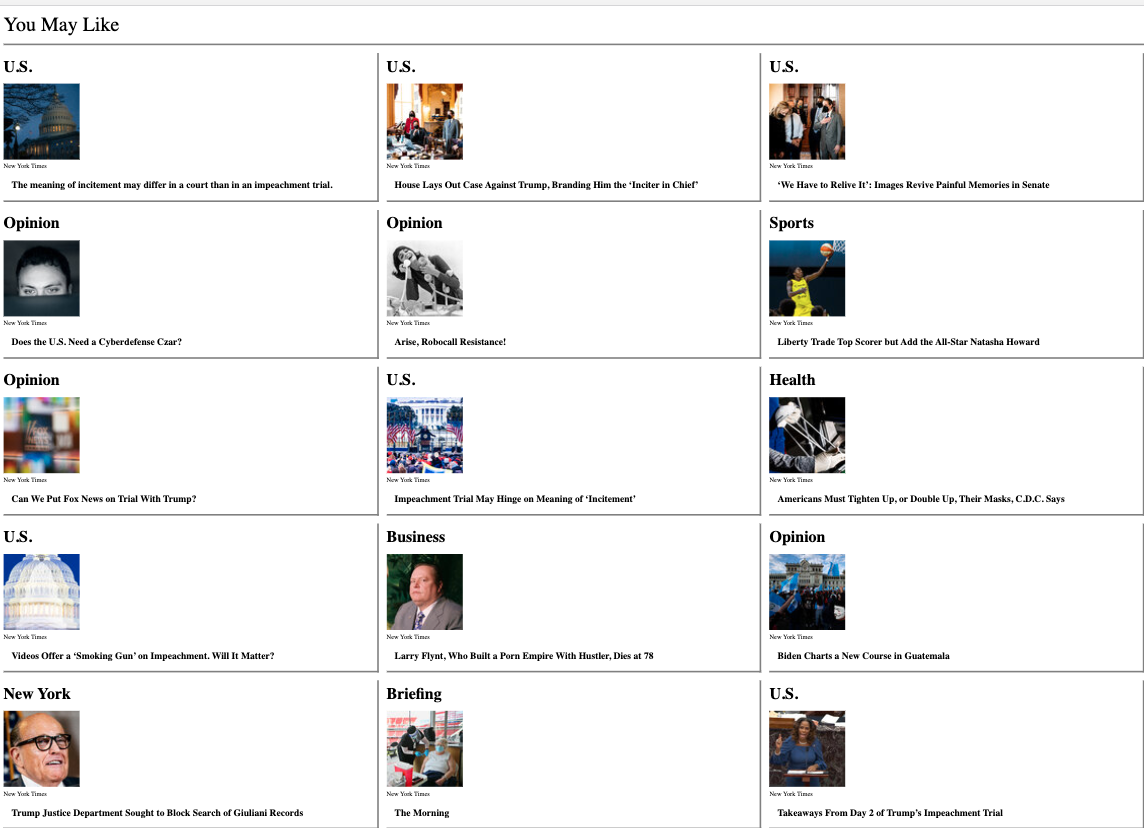 You May Like
U.S.
U.S.
U.S.
New York Times
New York Times
New York Times
The meaning of incitement may differ in a court than in an impeachment trial.
House Lays Out Case Against Trump, Branding Him the ‘Inciter in Chief’
‘We Have to Relive It’: Images Revive Painful Memories in Senate
Opinion
Opinion
Sports
New York Times
New York Times
New York Times
Does the U.S. Need a Cyberdefense Czar?
Arise, Robocall Resistance!
Liberty Trade Top Scorer but Add the All-Star Natasha Howard
Opinion
U.S.
Health
FOX
NEWS
New York Times
New York Times
New York Times
Can We Put Fox News on Trial With Trump?
Impeachment Trial May Hinge on Meaning of ‘Incitement’
Americans Must Tighten Up, or Double Up, Their Masks, C.D.C. Says
U.S.
Business
Opinion
New York Times
New York Times
New York Times
Videos Offer a ‘Smoking Gun’ on Impeachment. Will It Matter?
Larry Flynt, Who Built a Porn Empire With Hustler, Dies at 78
Biden Charts a New Course in Guatemala
New York
Briefing
U.S.
New York Times
New York Times
New York Times
Trump Justice Department Sought to Block Search of Giuliani Records
The Morning
Takeaways From Day 2 of Trump’s Impeachment Trial